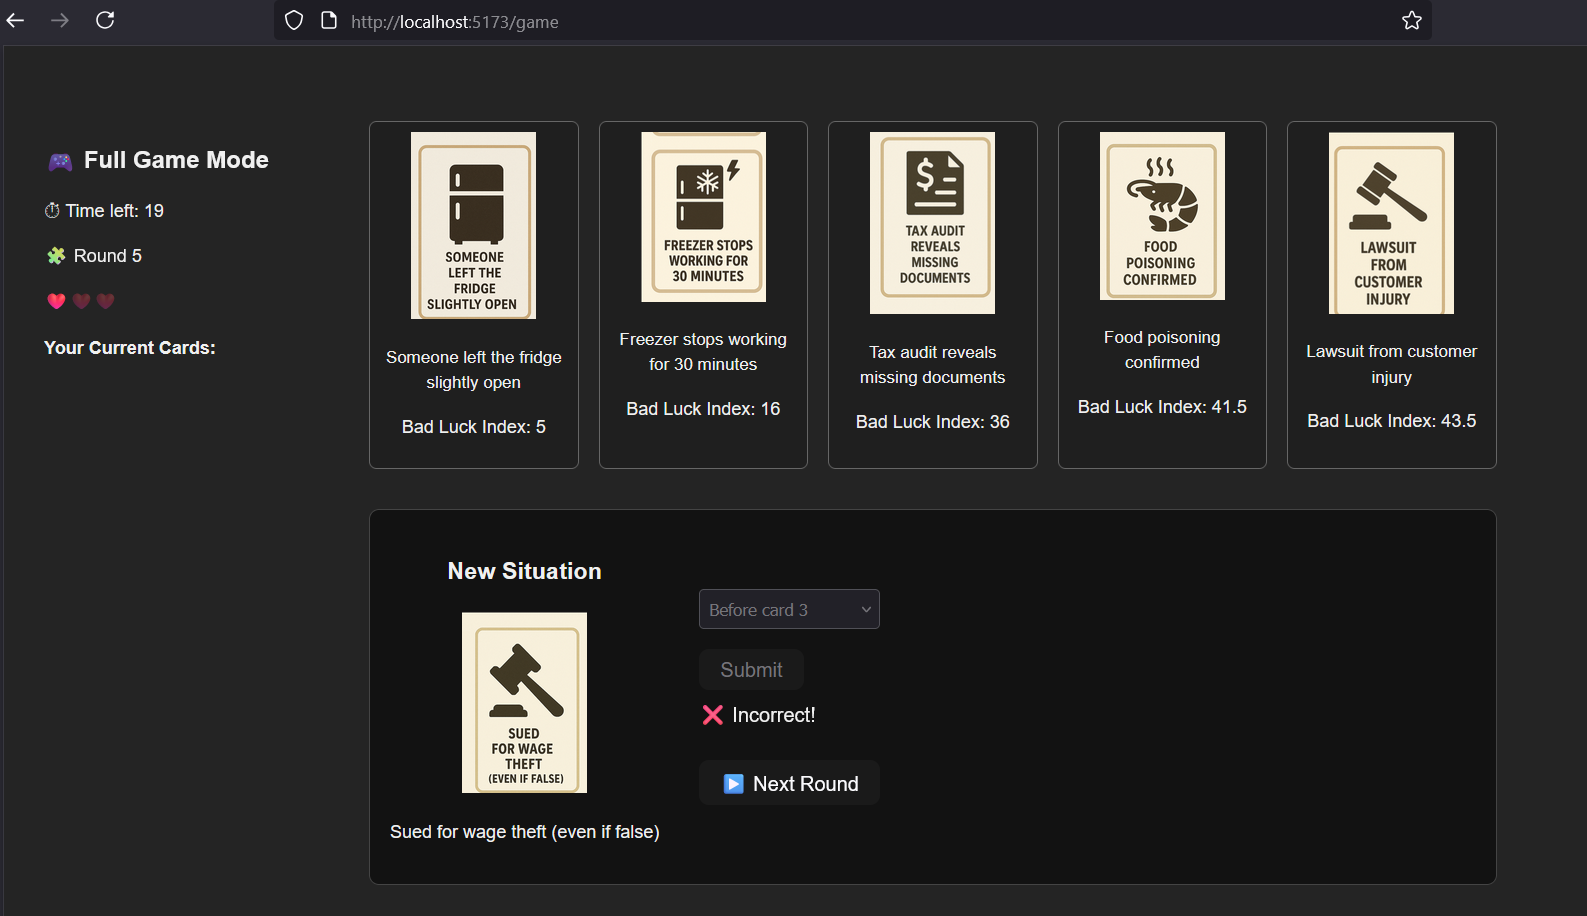 http://localhost:5173/game
Full Game Mode
Time left: 19
Round 5
Your Current Cards:
SOMEONE
LEFT THE
FRIDGE
SLIGHTLY OPEN
Someone left the fridge
slightly open
Bad Luck Index: 5
FREEZER STOPS
WORKING FOR
30 MINUTES
Freezer stops working
for 30 minutes
Bad Luck Index: 16
$
TAX AUDIT
REVEALS
MISSING
DOCUMENTS
Tax audit reveals
missing documents
Bad Luck Index: 36
FOOD
POISONING
CONFIRMED
Food poisoning
confirmed
Bad Luck Index: 41.5
LAWSUIT
FROM
CUSTOMER
INJURY
Lawsuit from customer
injury
Bad Luck Index: 43.5
New Situation
SUED
FOR WAGE
THEFT
(EVEN IF FALSE)
Sued for wage theft (even if false)
Before card 3
Submit
Incorrect!
Next Round